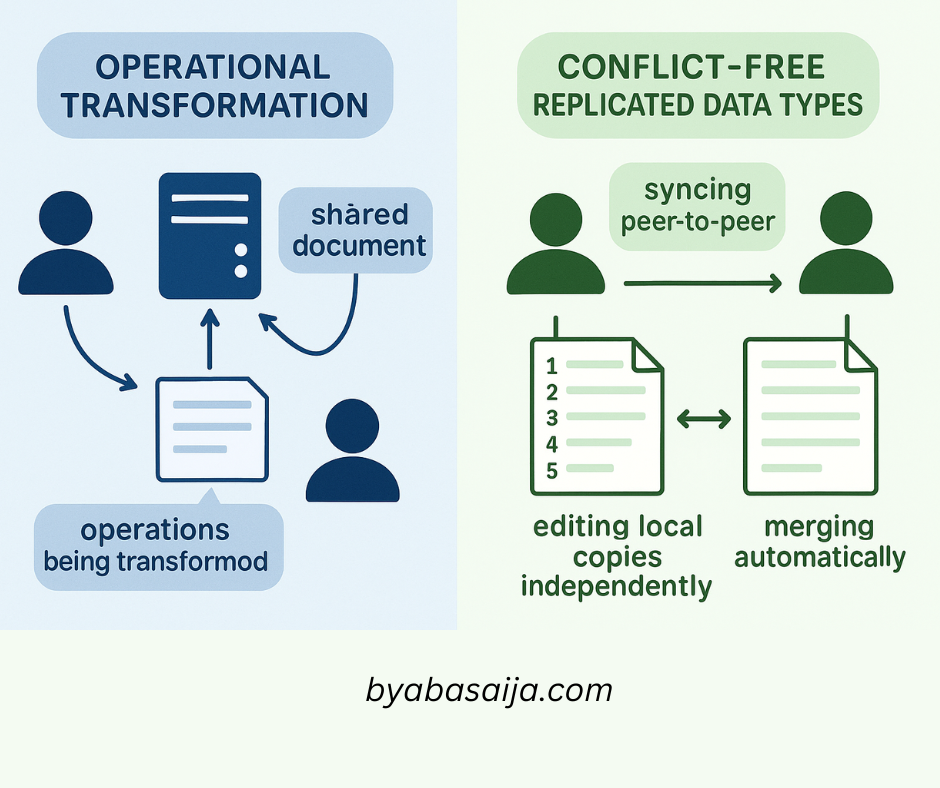 OPERATIONAL
TRANSFORMATION
shàred
document
operations
being transformod
CONFLICT-FREE
REPLICATED DATA TYPES
syncing
peer-to-peer
1
2
3
4
5
editing local
copies
independently
merging
automatically
byabasaija.com